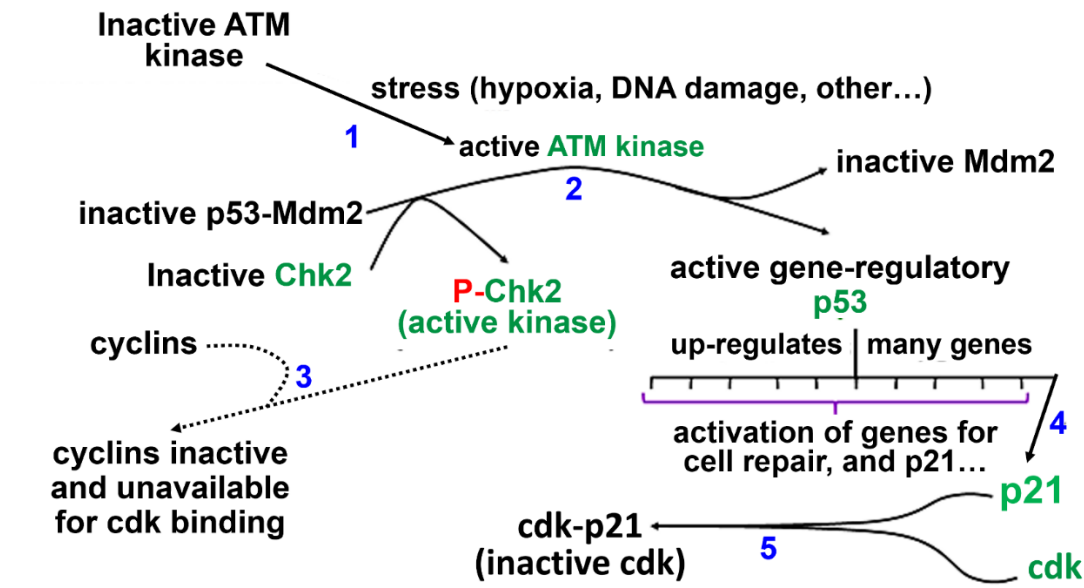 Inactive ATM
kinase
stress (hypoxia, DNA damage, other…)
1
active ATM kinase
inactive Mdm2
2
inactive p53-Mdm2
Inactive Chk2
active gene-regulatory
p53
P-Chk2
(active kinase)
cyclins
up-regulates many genes
3
4
cyclins inactive
and unavailable
for cdk binding
activation of genes for
cell repair, and p21…
p21
cdk-p21
(inactive cdk)
5
cdk